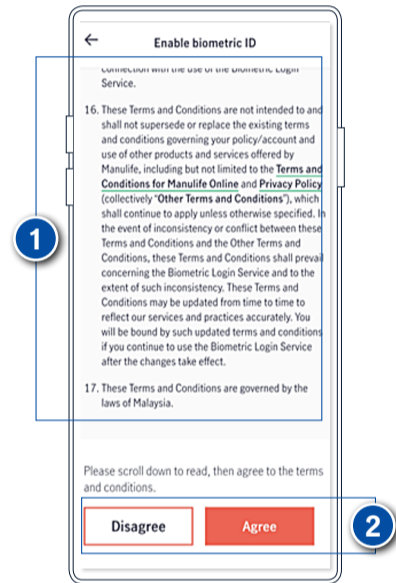 Enable biometric ID
connection with the use of the Biometric Login
Service.
16. These Terms and Conditions are not intended to and
shall not supersede or replace the existing terms
and conditions governing your policy/account and
use of other products and services offered by
Manulife, including but not limited to the Terms and
Conditions for Manulife Online and Privacy Policy
(collectively "Other Terms and Conditions"), which
shall continue to apply unless otherwise specified. In
the event of inconsistency or conflict between these
Terms and Conditions and the Other Terms and
Conditions, these Terms and Conditions shall prevail
concerning the Biometric Login Service and to the
extent of such inconsistency. These Terms and
Conditions may be updated from time to time to
reflect our services and practices accurately. You
will be bound by such updated terms and conditions
if you continue to use the Biometric Login Service
after the changes take effect.
17. These Terms and Conditions are governed by the
laws of Malaysia.
1
Please scroll down to read, then agree to the terms
and conditions.
Disagree Agree
2